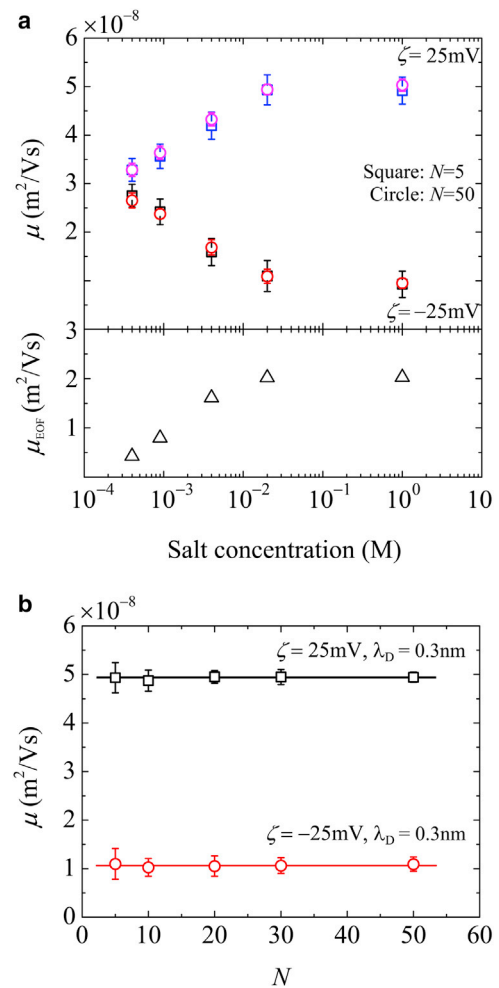 a
6 ×10⁻⁸
ζ = 25mV
5
4
Square: N=5
Circle: N=50
3
2
ζ = −25mV
μ (m²/Vs)
3
2
1
μEOF (m²/Vs)
10⁻⁴ 10⁻³ 10⁻² 10⁻¹ 10⁰ 10
Salt concentration (M)
b
6 ×10⁻⁸
ζ = 25mV, λD = 0.3nm
5
4
3
2
ζ = −25mV, λD = 0.3nm
1
0
μ (m²/Vs)
0 10 20 30 40 50 60
N